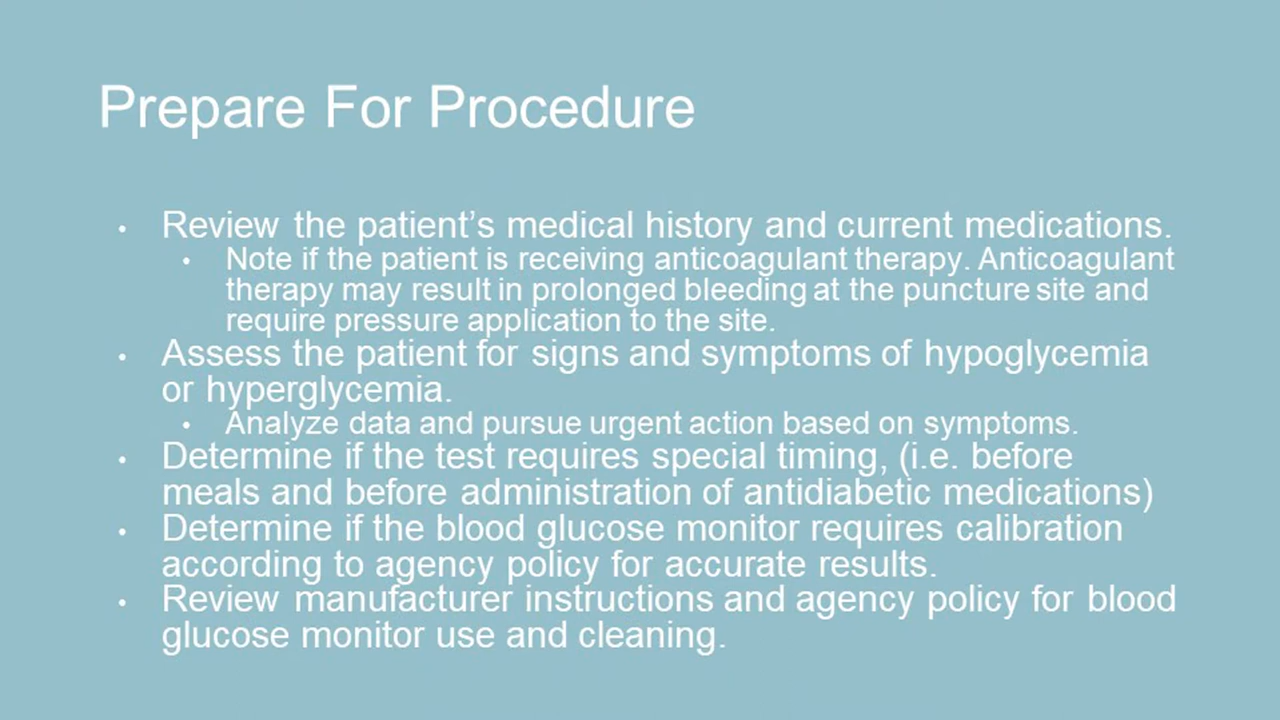 Prepare For Procedure
• Review the patient’s medical history and current medications.
• Note if the patient is receiving anticoagulant therapy. Anticoagulant
therapy may result in prolonged bleeding at the puncture site and
require pressure application to the site.
• Assess the patient for signs and symptoms of hypoglycemia
or hyperglycemia.
• Analyze data and pursue urgent action based on symptoms.
• Determine if the test requires special timing, (i.e. before
meals and before administration of antidiabetic medications)
• Determine if the blood glucose monitor requires calibration
according to agency policy for accurate results.
• Review manufacturer instructions and agency policy for blood
glucose monitor use and cleaning.